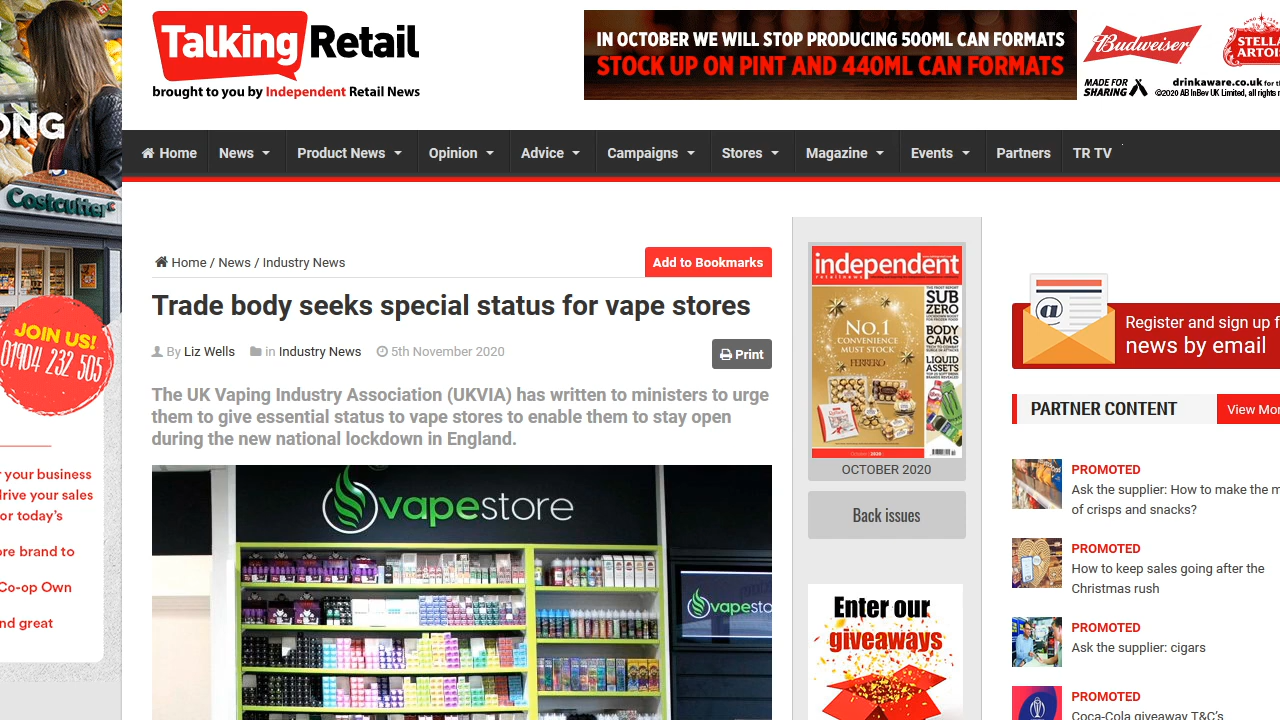 Talking Retail
brought to you by Independent Retail News
IN OCTOBER WE WILL STOP PRODUCING 500ML CAN FORMATS
STOCK UP ON PINT AND 440ML CAN FORMATS
Budweiser
STELLA
ARTOIS
MADE FOR
SHARING
drinkaware.co.uk for th
©2020 AB InBev UK Limited, all rights r
Home
News
Product News
Opinion
Advice
Campaigns
Stores
Magazine
Events
Partners
TR TV
ONG
Costcutter
JOIN US!
01904 232 505
r your business
drive your sales
or today's
ore brand to
Co-op Own
nd great
Home / News / Industry News
Add to Bookmarks
Trade body seeks special status for vape stores
By Liz Wells in Industry News 5th November 2020
Print
The UK Vaping Industry Association (UKVIA) has written to ministers to urge
them to give essential status to vape stores to enable them to stay open
during the new national lockdown in England.
vapestore
vapesto
independent
retailnews
SUB
ZERO
BODY
CAMS
LIQUID
ASSETS
No.1
CONVENIENCE
MUST STOCK
FERRERO
OCTOBER 2020
Back issues
Enter our
giveaways
@
Register and sign up f
news by email
PARTNER CONTENT
View Mor
PROMOTED
Ask the supplier: How to make the m
of crisps and snacks?
PROMOTED
How to keep sales going after the
Christmas rush
PROMOTED
Ask the supplier: cigars
PROMOTED
Coca-Cola giveaway T&C's